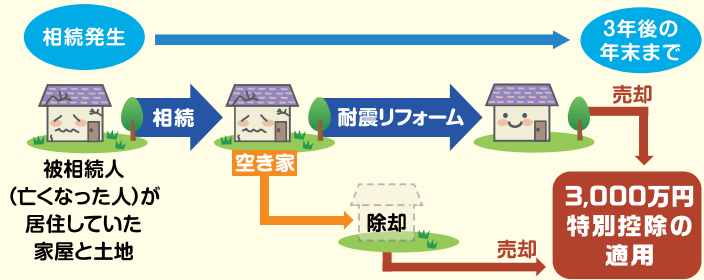 相続発生
3年後の
年末まで
相続
耐震リフォーム
売却
空き家
被相続人
(亡くなった人)が
居住していた
家屋と土地
除却
売却
3,000万円
特別控除の
適用